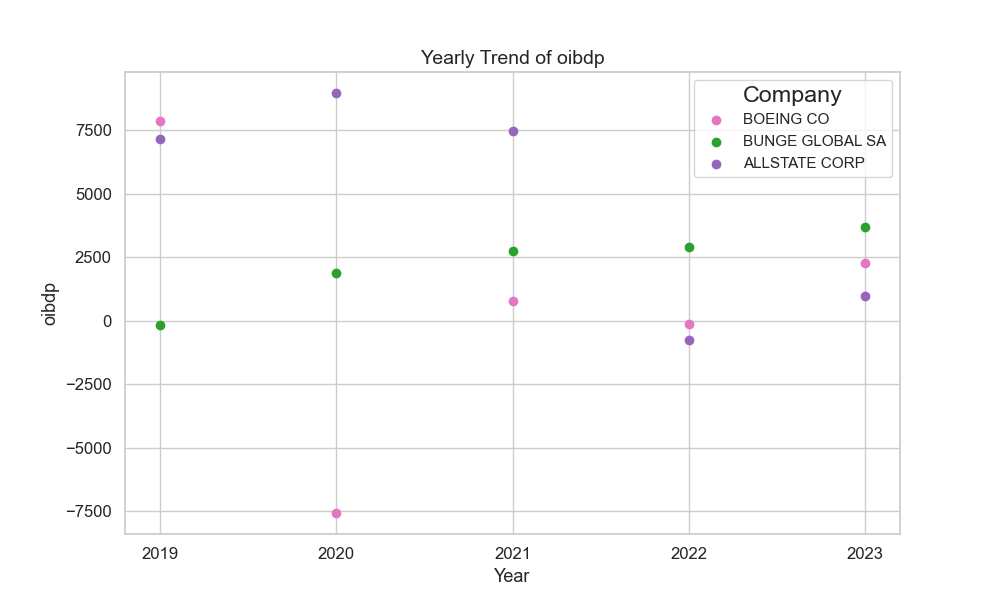 Yearly Trend of oibdp
Company
BOEING CO
BUNGE GLOBAL SA
ALLSTATE CORP
7500
5000
2500
0
−2500
−5000
−7500
oibdp
2019 2020 2021 2022 2023
Year